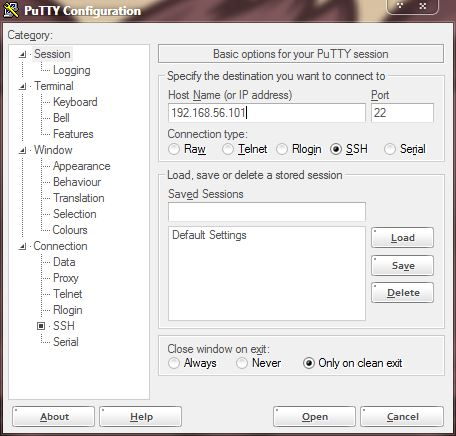 PuTTY Configuration
Category:
Session
Logging
Terminal
Keyboard
Bell
Features
Window
Appearance
Behaviour
Translation
Selection
Colours
Connection
Data
Proxy
Telnet
Rlogin
SSH
Serial
Basic options for your PuTTY session
Specify the destination you want to connect to
Host Name (or IP address) Port
192.168.56.101 22
Connection type:
Raw Telnet Rlogin SSH Serial
Load, save or delete a stored session
Saved Sessions
Default Settings
Load
Save
Delete
Close window on exit:
Always Never Only on clean exit
About Help Open Cancel